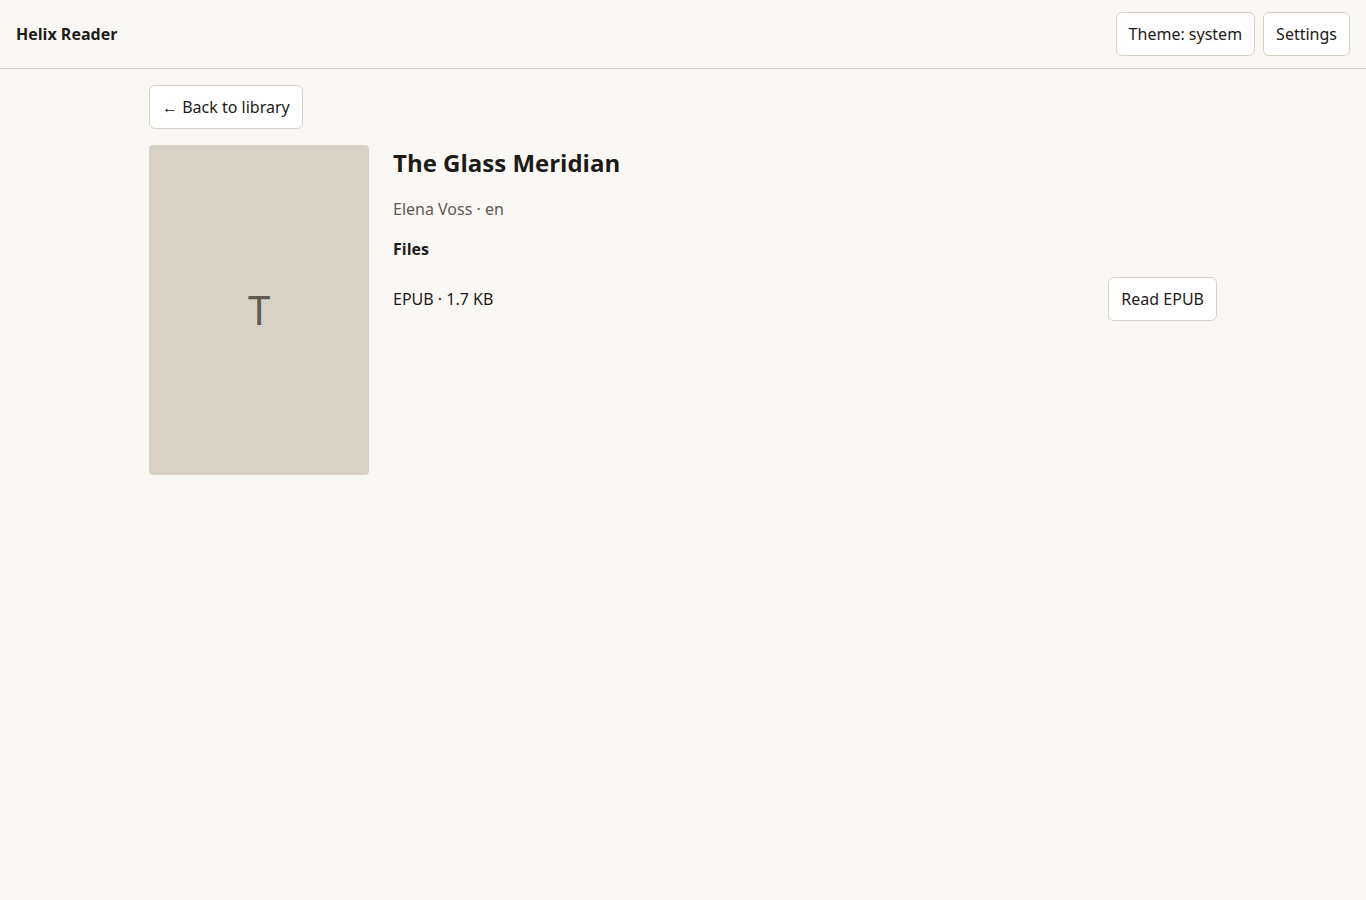 Helix Reader
Theme: system
Settings
← Back to library
T
The Glass Meridian
Elena Voss · en
Files
EPUB · 1.7 KB
Read EPUB